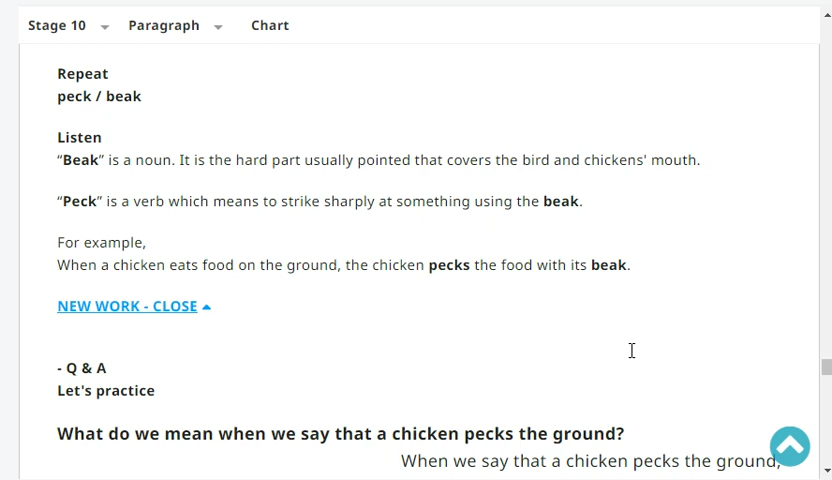 Stage 10 Paragraph Chart
Repeat
peck / beak
Listen
“Beak” is a noun. It is the hard part usually pointed that covers the bird and chickens' mouth.
“Peck” is a verb which means to strike sharply at something using the beak.
For example,
When a chicken eats food on the ground, the chicken pecks the food with its beak.
NEW WORK - CLOSE
- Q & A
Let's practice
What do we mean when we say that a chicken pecks the ground?
When we say that a chicken pecks the ground,